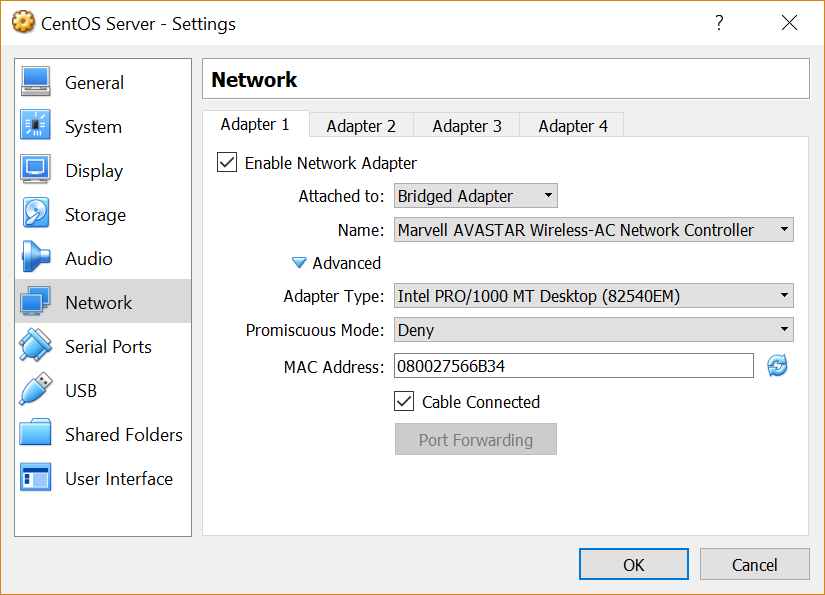 CentOS Server - Settings
?
General
System
Display
Storage
Audio
Network
Serial Ports
USB
Shared Folders
User Interface
Network
Adapter 1 Adapter 2 Adapter 3 Adapter 4
Enable Network Adapter
Attached to: Bridged Adapter
Name: Marvell AVASTAR Wireless-AC Network Controller
Advanced
Adapter Type: Intel PRO/1000 MT Desktop (82540EM)
Promiscuous Mode: Deny
MAC Address: 080027566B34
Cable Connected
Port Forwarding
OK Cancel